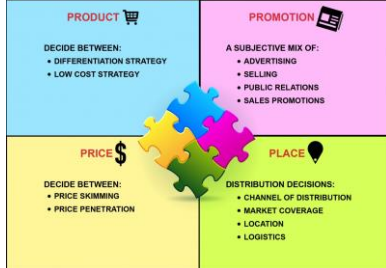 PRODUCT
DECIDE BETWEEN:
• DIFFERENTIATION STRATEGY
• LOW COST STRATEGY
PROMOTION
A SUBJECTIVE MIX OF:
• ADVERTISING
• SELLING
• PUBLIC RELATIONS
• SALES PROMOTIONS
PRICE $
DECIDE BETWEEN:
• PRICE SKIMMING
• PRICE PENETRATION
PLACE
DISTRIBUTION DECISIONS:
• CHANNEL OF DISTRIBUTION
• MARKET COVERAGE
• LOCATION
• LOGISTICS